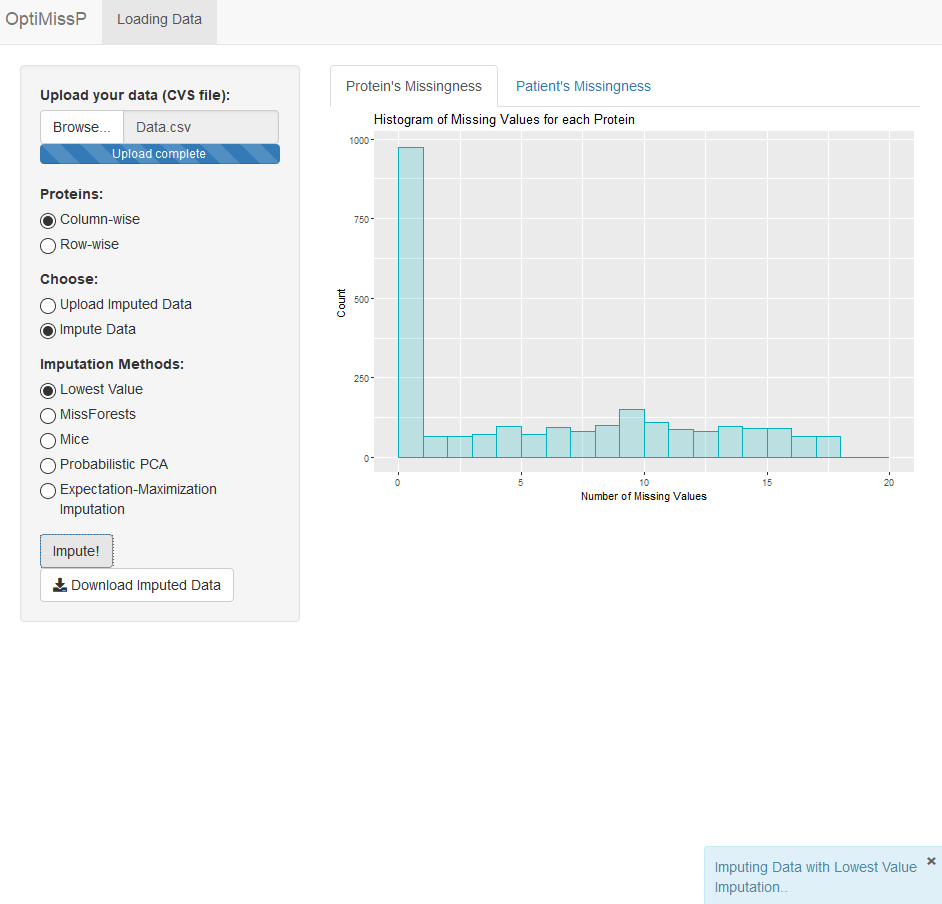 OptiMissP
Loading Data
Upload your data (CVS file):
Browse...
Data.csv
Upload complete
Proteins:
Column-wise
Row-wise
Choose:
Upload Imputed Data
Impute Data
Imputation Methods:
Lowest Value
MissForests
Mice
Probabilistic PCA
Expectation-Maximization
Imputation
Impute!
Download Imputed Data
Protein's Missingness
Patient's Missingness
Histogram of Missing Values for each Protein
1000
750
500
250
0
Count
0 5 10 15 20
Number of Missing Values
Imputing Data with Lowest Value
Imputation..
×